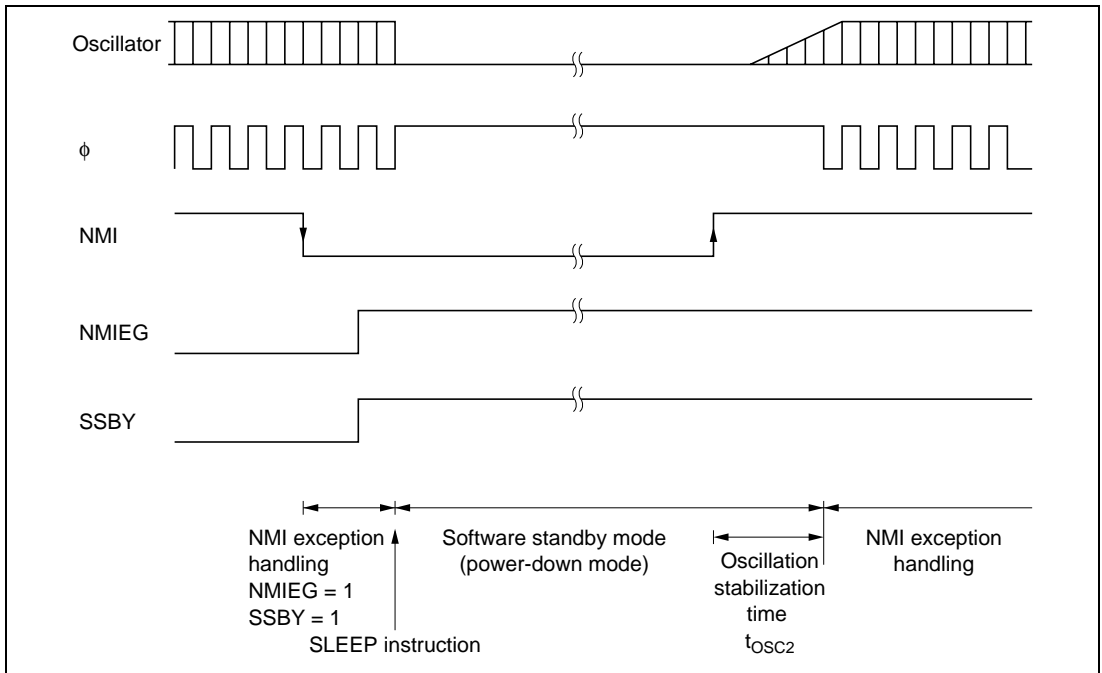 Oscillator
ϕ
NMI
NMIEG
SSBY
NMI exception
handling
NMIEG = 1
SSBY = 1
SLEEP instruction
Software standby mode
(power-down mode)
Oscillation
stabilization
time
tOSC2
NMI exception
handling